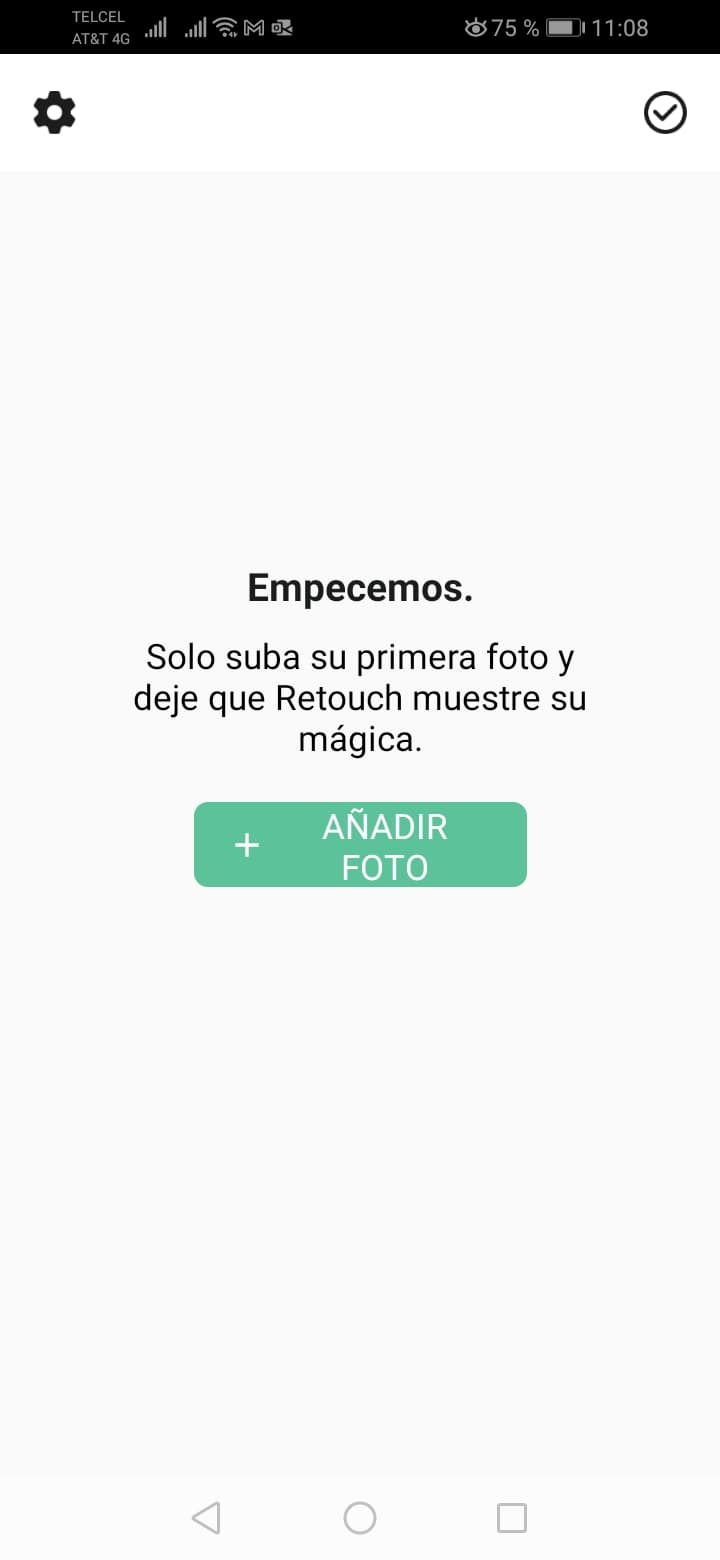 TELCEL
AT&T 4G
75 %
11:08
Empecemos.
Solo suba su primera foto y
deje que Retouch muestre su
mágica.
+ AÑADIR
FOTO